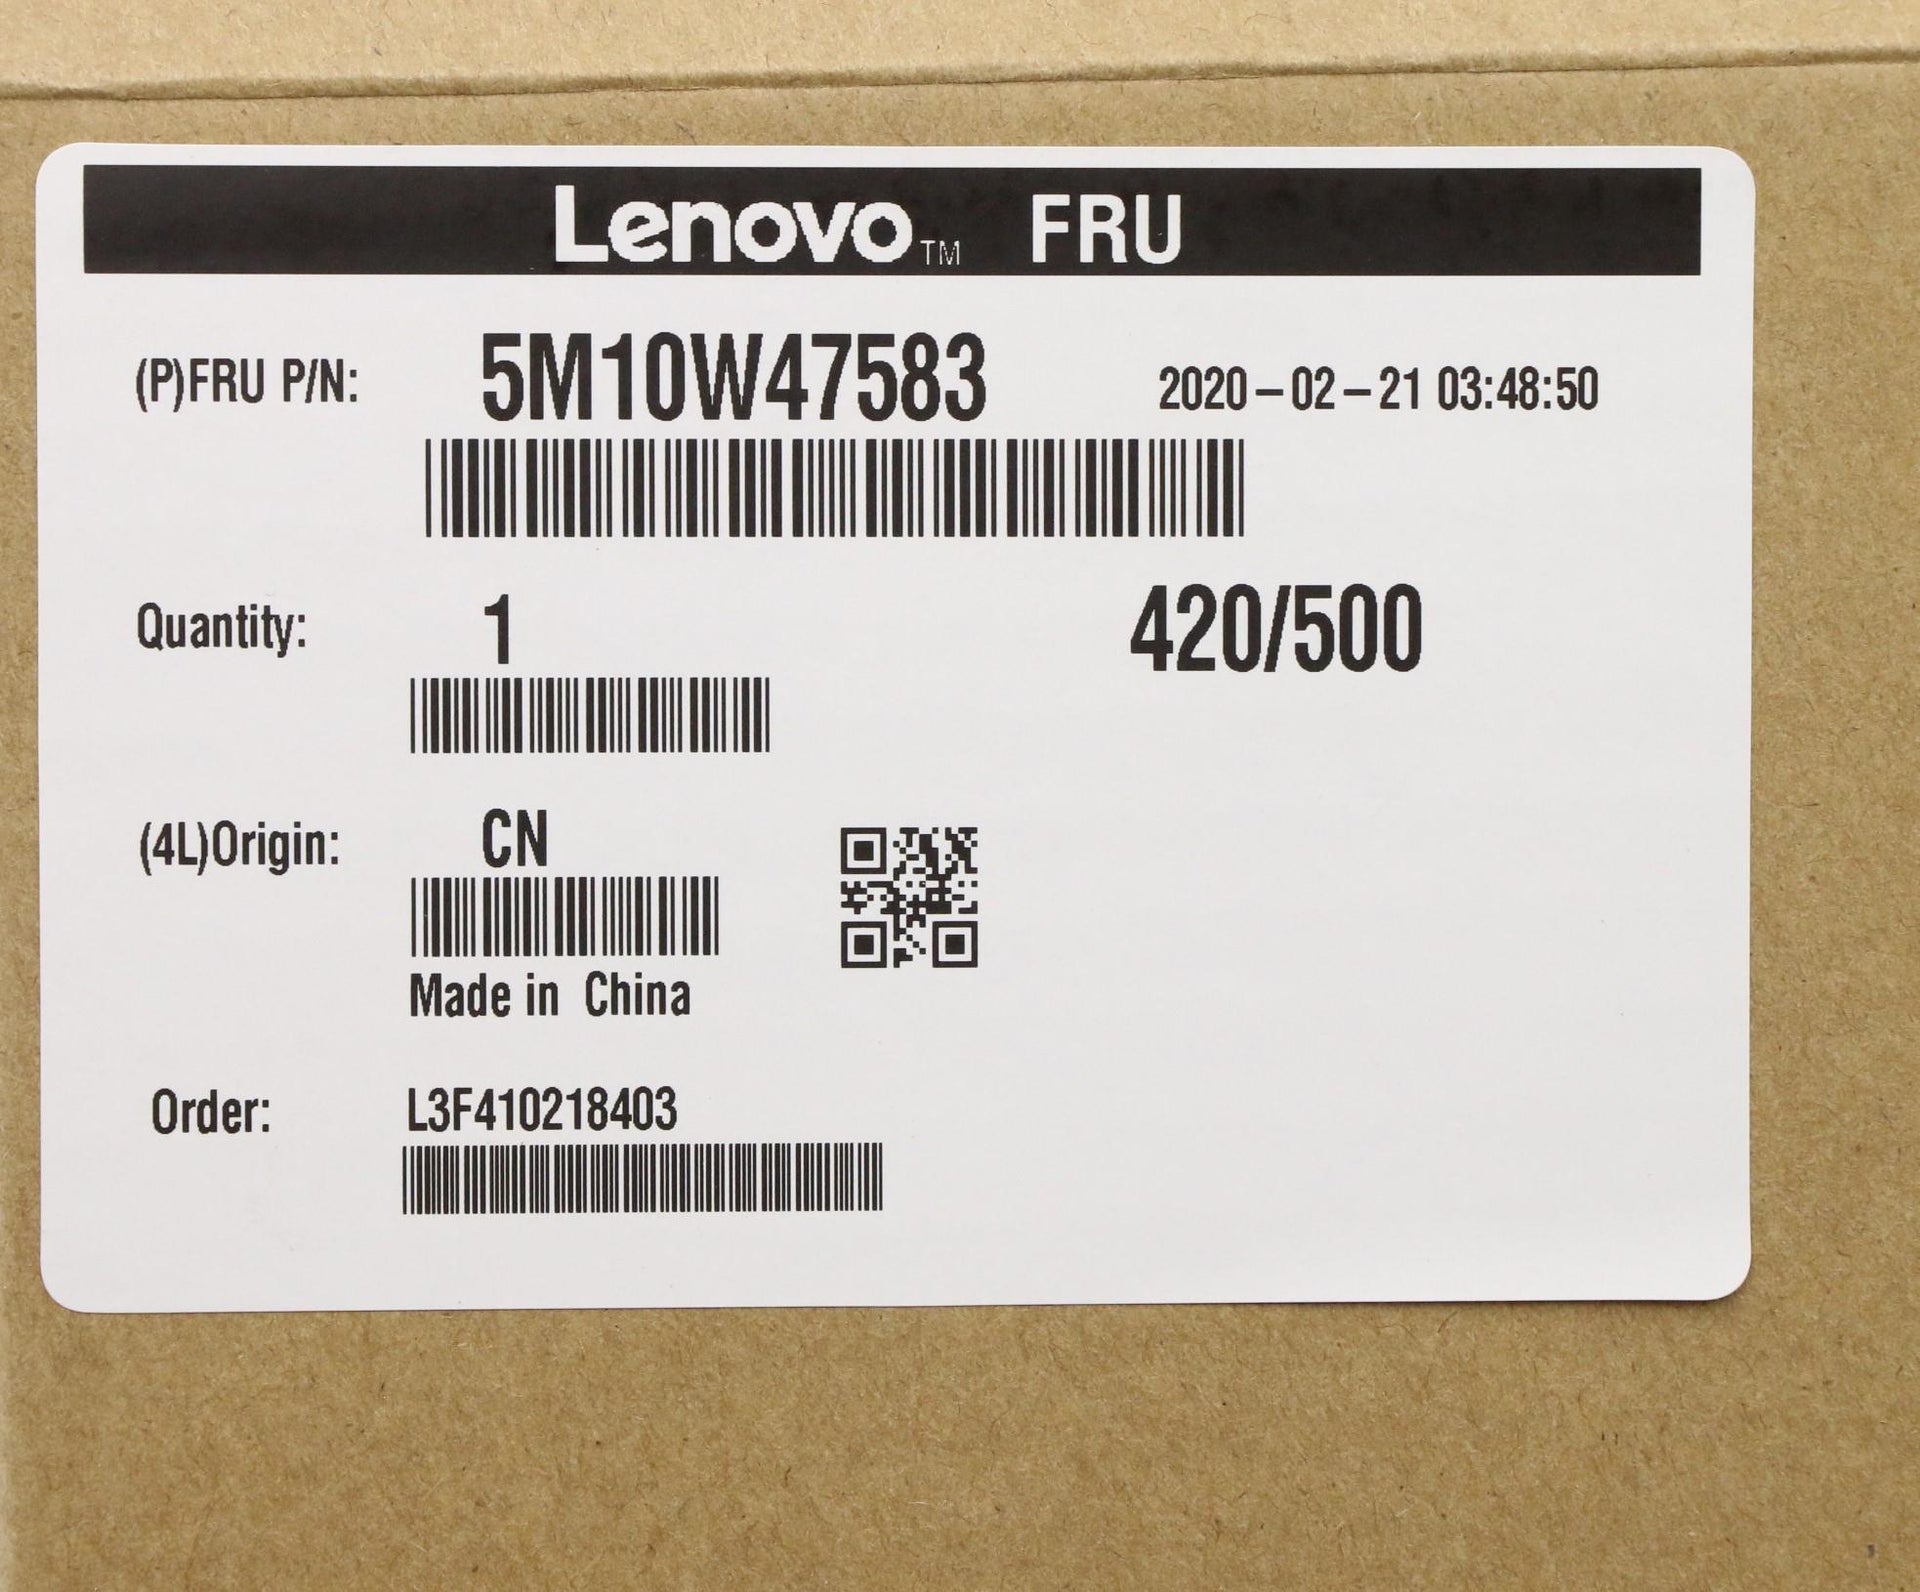 Lenovo™ FRU
(P)FRU P/N: 5M10W47583 2020-02-21 03:48:50
Quantity: 1 420/500
(4L)Origin: CN
Made in China
Order: L3F410218403